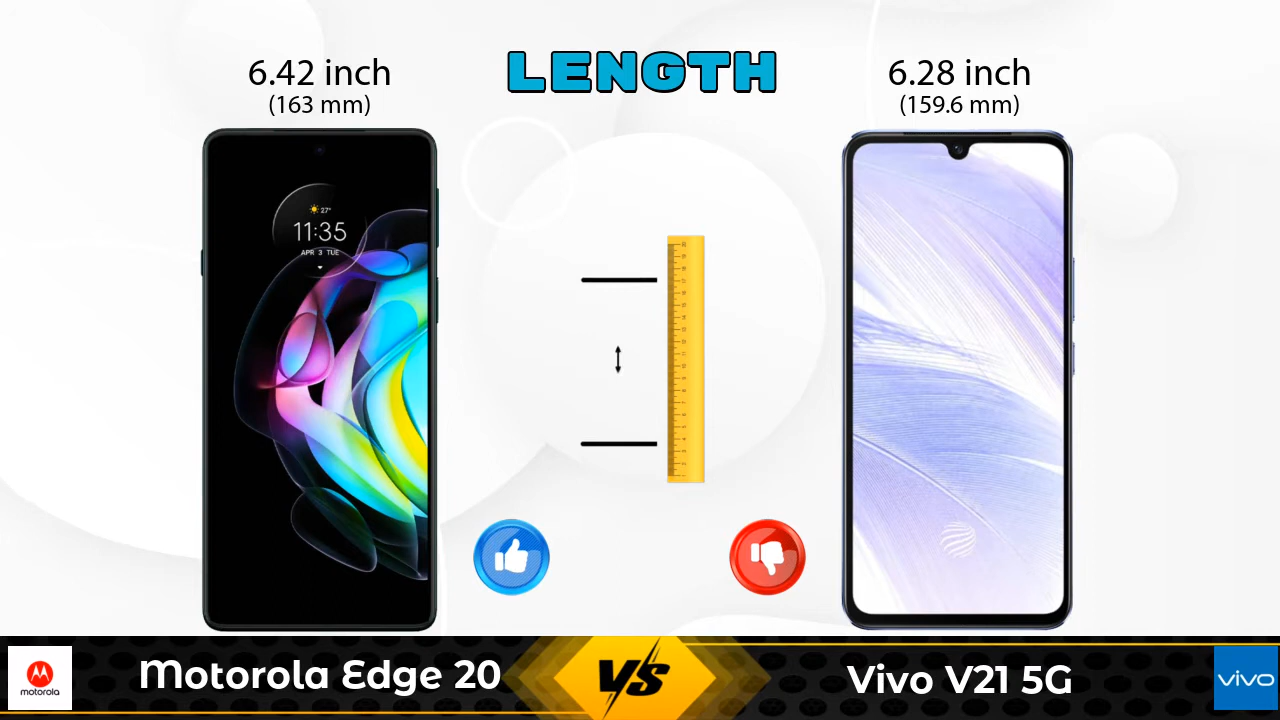 LENGTH
6.42 inch
(163 mm)
6.28 inch
(159.6 mm)
27°
11:35
APR 3 TUE
motorola
Motorola Edge 20
VS
Vivo V21 5G
vivo